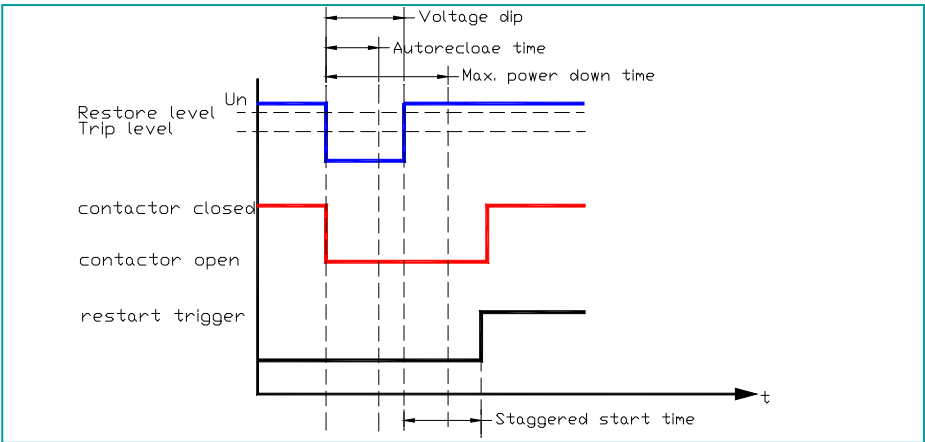 Voltage dip
Autorecloae time
Max. power down time
Un
Restore level
Trip level
contactor closed
contactor open
restart trigger
t
Staggered start time